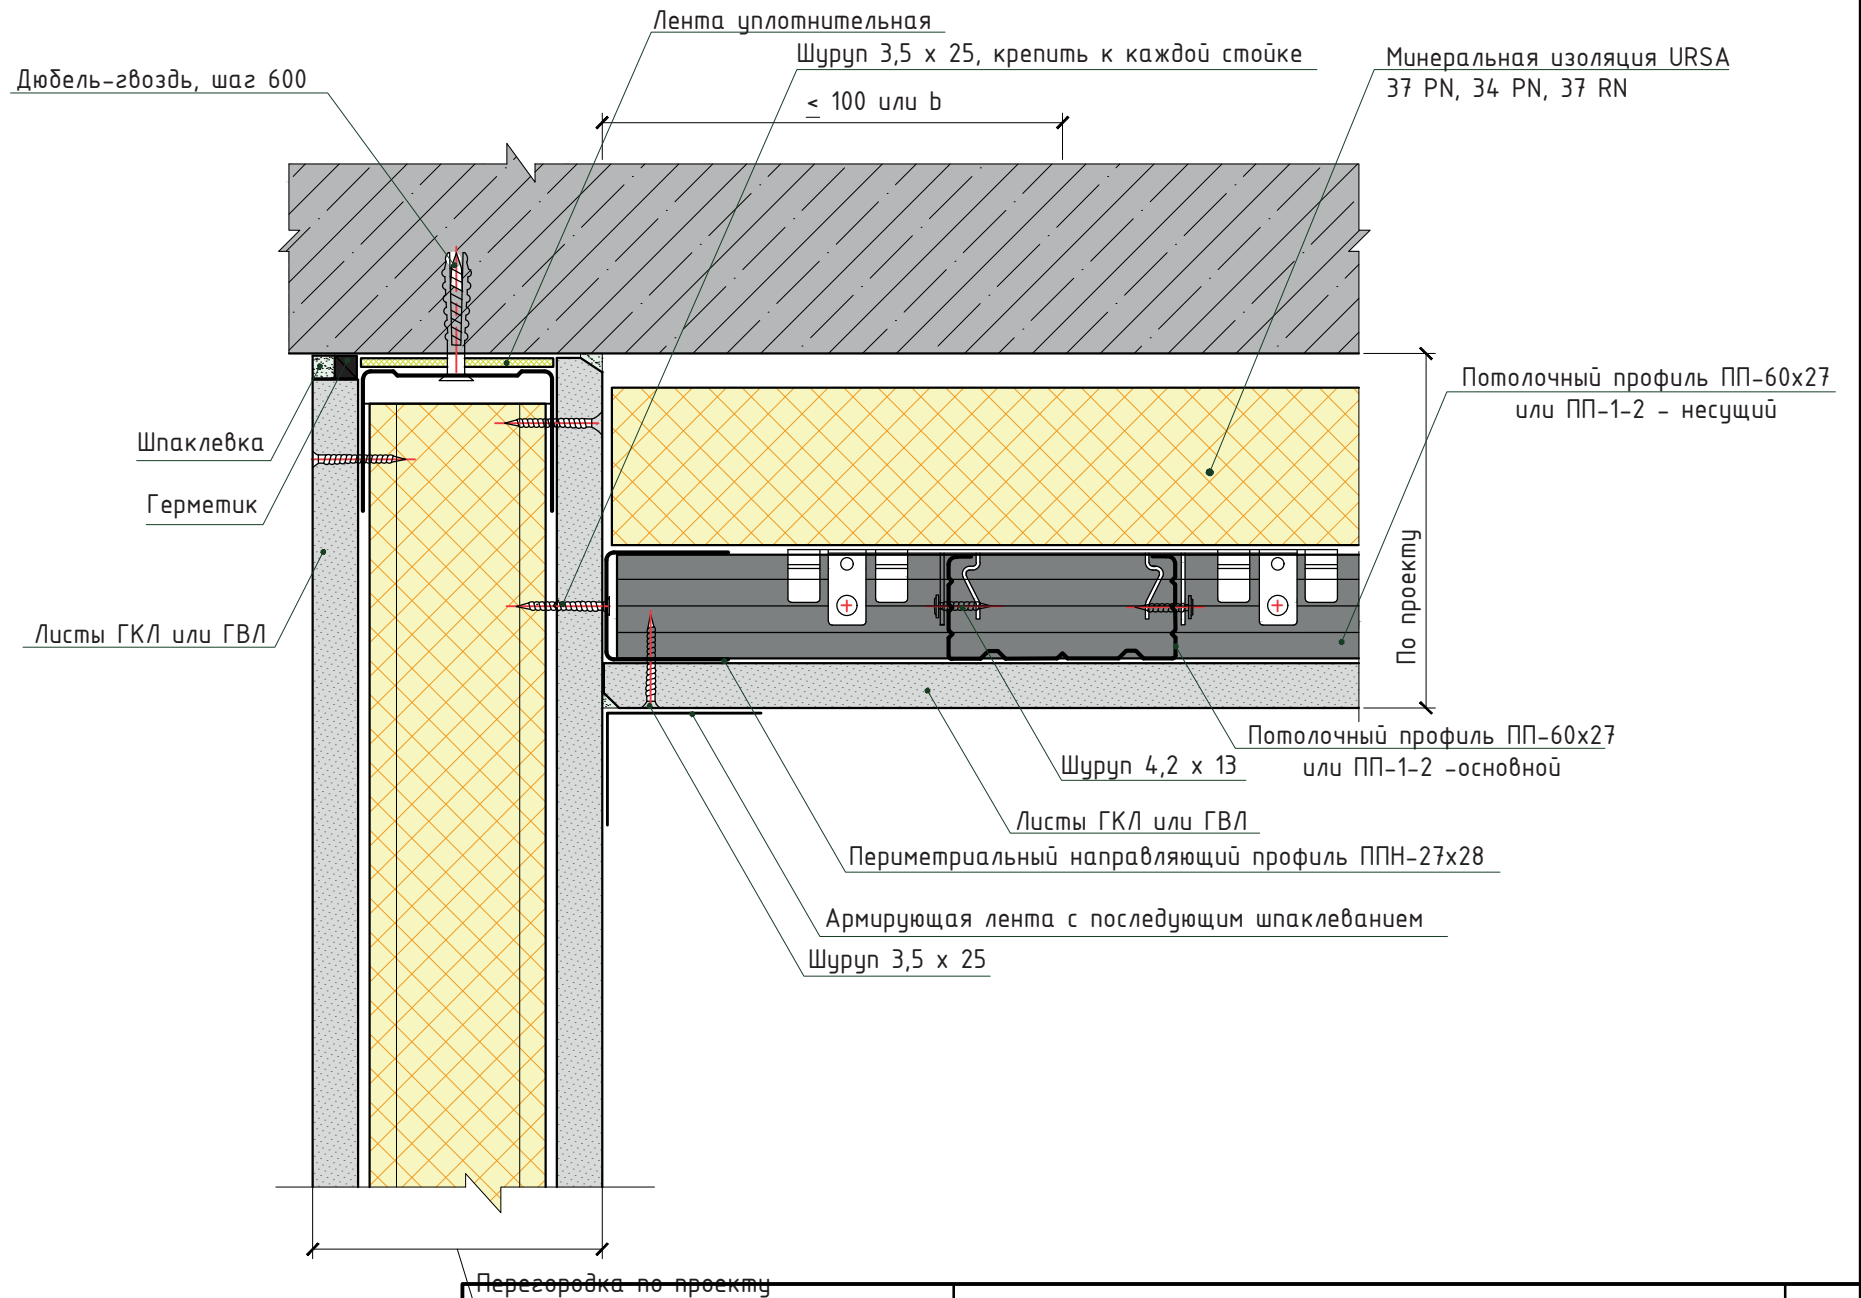 Лента уплотнительная
Шуруп 3,5 х 25, крепить к каждой стойке
Минеральная изоляция URSA
37 PN, 34 PN, 37 RN
Дюбель-гвоздь, шаг 600
≤ 100 или b
Потолочный профиль ПП-60х27
или ПП-1-2 - несущий
Шпаклевка
Герметик
Листы ГКЛ или ГВЛ
По проекту
Потолочный профиль ПП-60х27
или ПП-1-2 -основной
Шуруп 4,2 х 13
Листы ГКЛ или ГВЛ
Периметриальный направляющий профиль ППН-27х28
Армирующая лента с последующим шпаклеванием
Шуруп 3,5 х 25
Перегородка по проекту